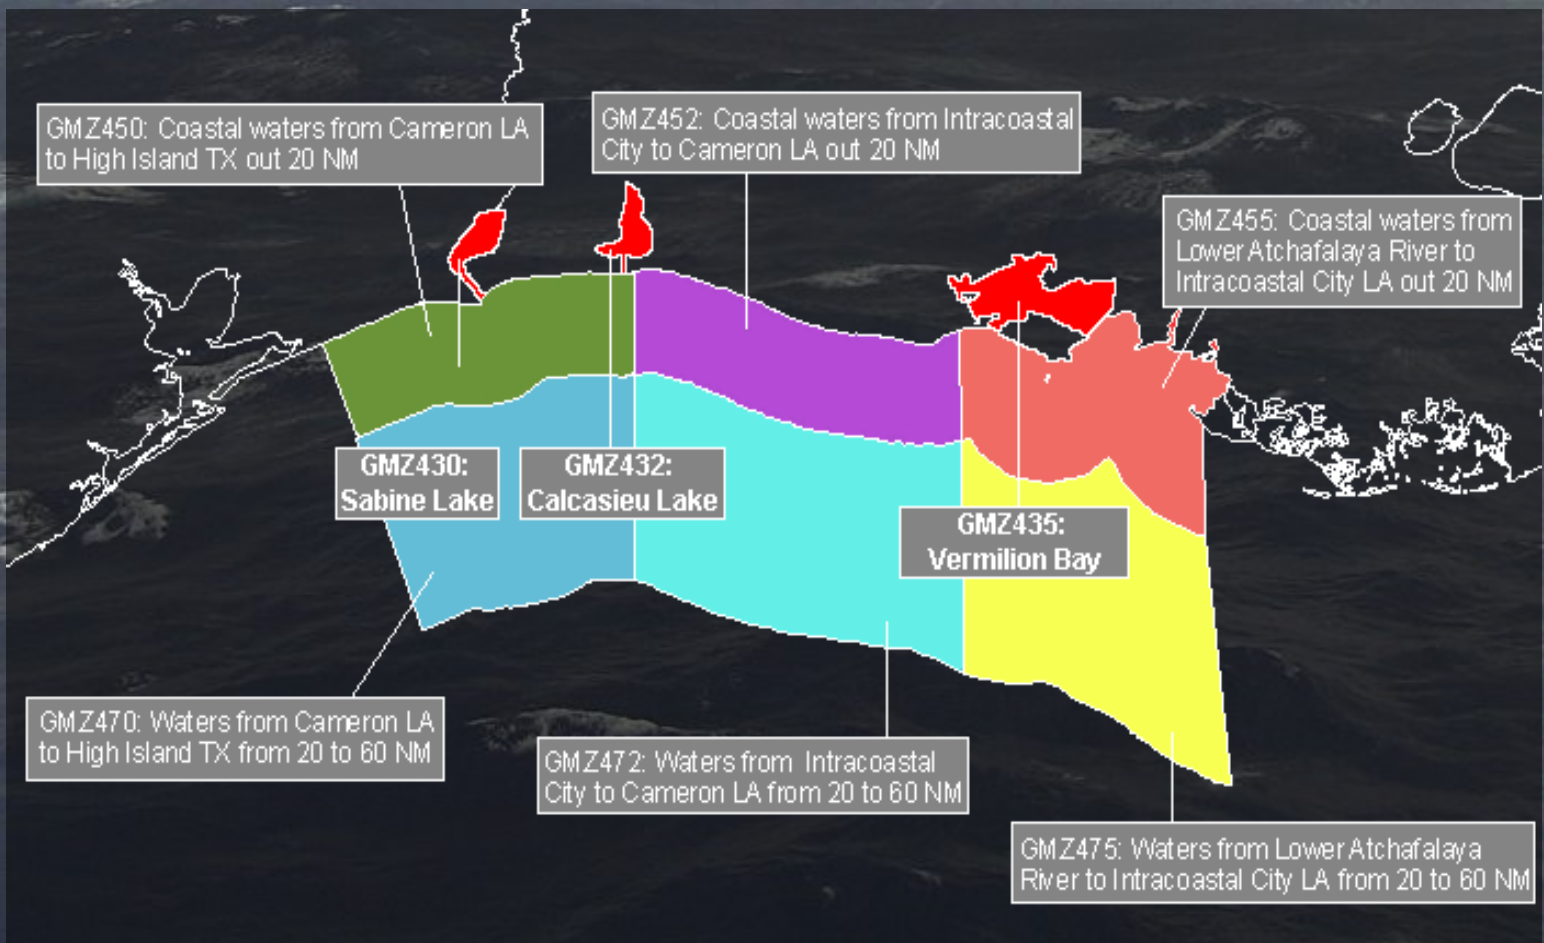 GMZ450: Coastal waters from Cameron LA
to High Island TX out 20 NM
GMZ452: Coastal waters from Intracoastal
City to Cameron LA out 20 NM
GMZ455: Coastal waters from
Lower Atchafalaya River to
Intracoastal City LA out 20 NM
GMZ430:
Sabine Lake
GMZ432:
Calcasieu Lake
GMZ435:
Vermilion Bay
GMZ470: Waters from Cameron LA
to High Island TX from 20 to 60 NM
GMZ472: Waters from Intracoastal
City to Cameron LA from 20 to 60 NM
GMZ475: Waters from Lower Atchafalaya
River to Intracoastal City LA from 20 to 60 NM